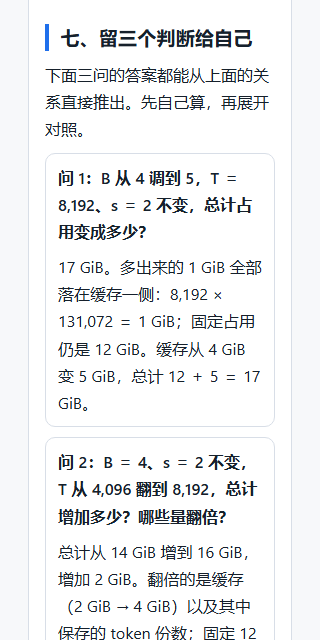 七、留三个判断给自己
下面三问的答案都能从上面的关
系直接推出。先自己算，再展开
对照。
问 1：B 从 4 调到 5，T =
8,192、s = 2 不变，总计占
用变成多少？
17 GiB。多出来的 1 GiB 全部
落在缓存一侧：8,192 ×
131,072 = 1 GiB；固定占用
仍是 12 GiB。缓存从 4 GiB
变 5 GiB，总计 12 + 5 = 17
GiB。
问 2：B = 4、s = 2 不变，
T 从 4,096 翻到 8,192，总计
增加多少？哪些量翻倍？
总计从 14 GiB 增到 16 GiB，
增加 2 GiB。翻倍的是缓存
（2 GiB → 4 GiB）以及其中
保存的 token 份数；固定 12